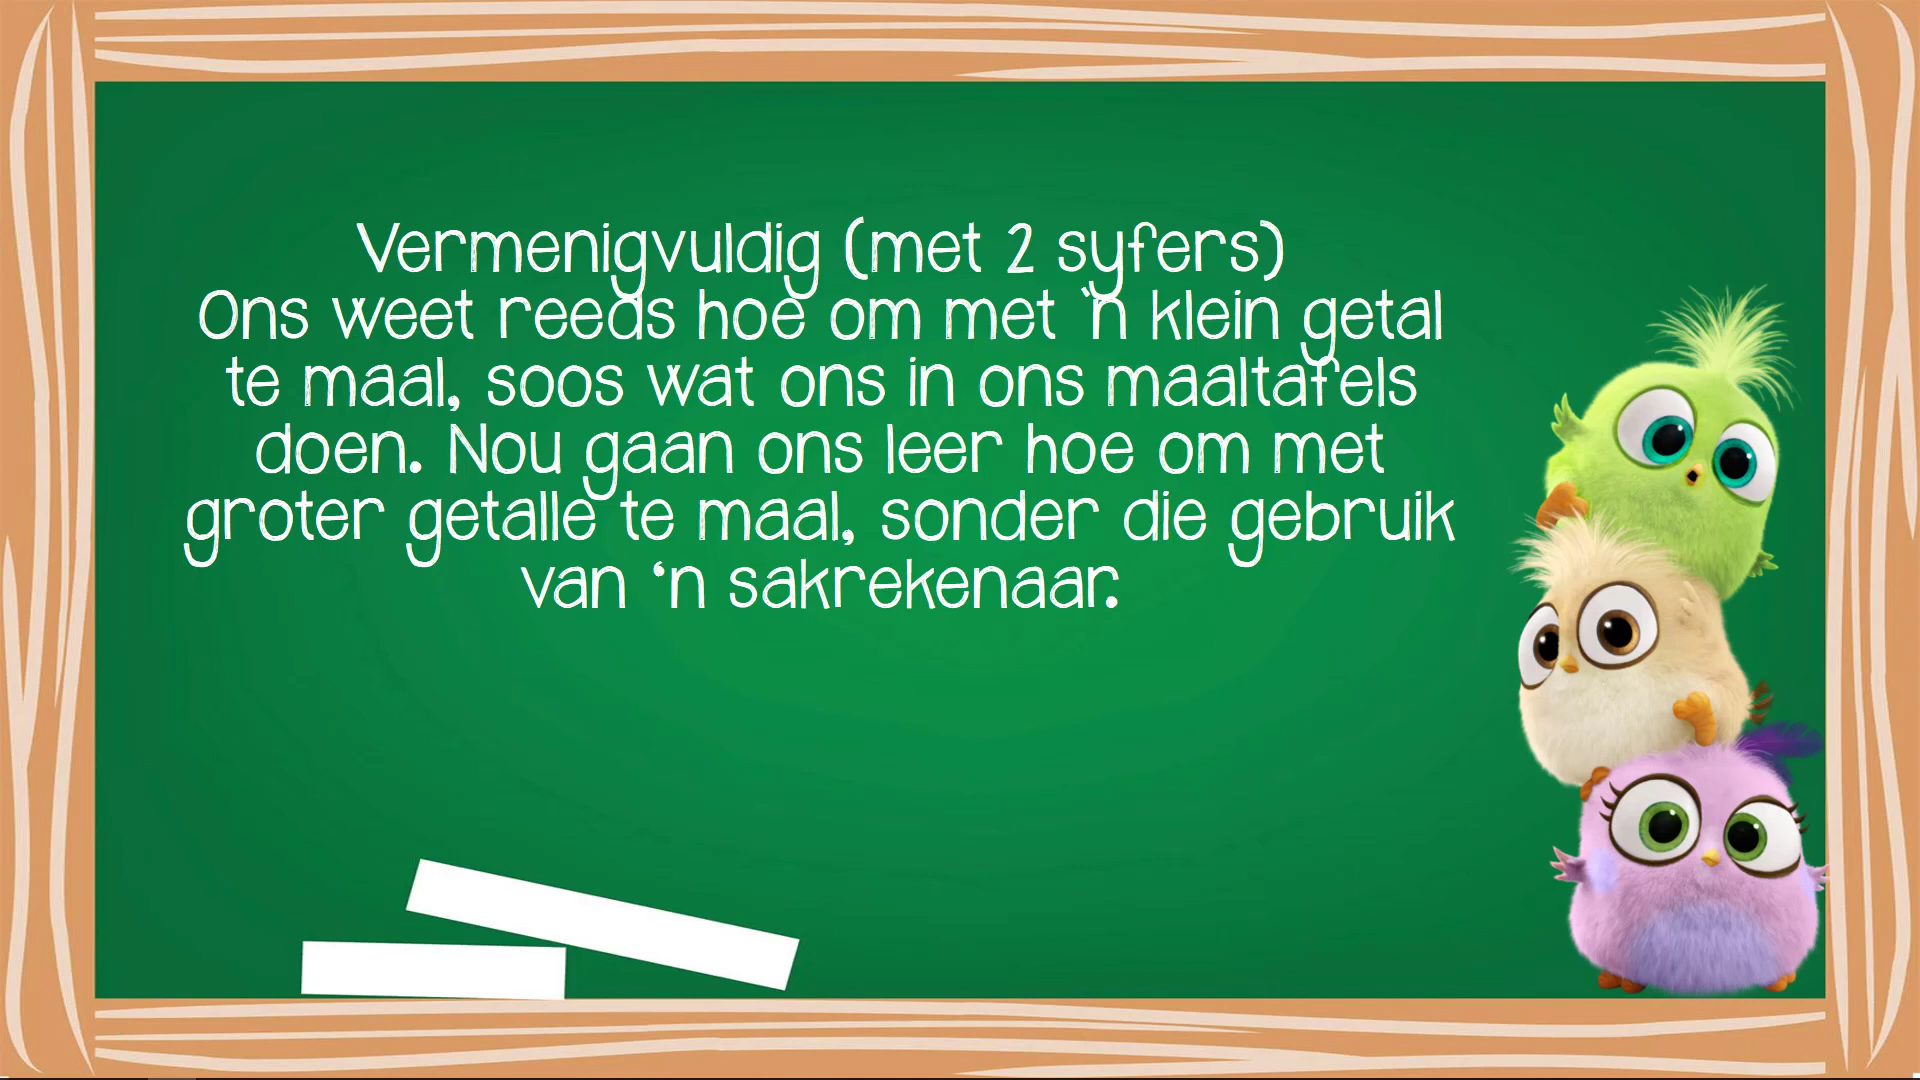 Vermenigvuldig (met 2 syfers)
Ons weet reeds hoe om met ‘n klein getal
te maal, soos wat ons in ons maaltafels
doen. Nou gaan ons leer hoe om met
groter getalle te maal, sonder die gebruik
van ‘n sakrekenaar.